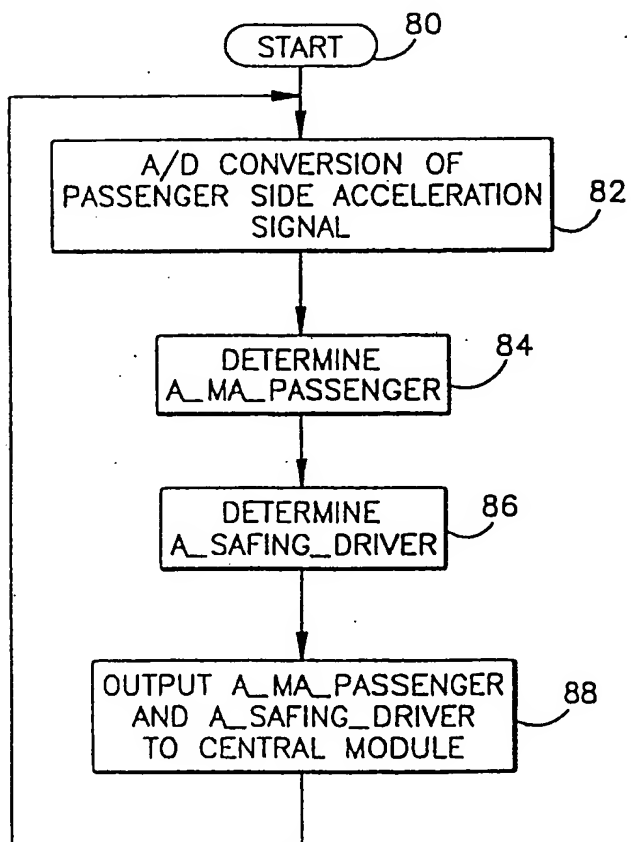 START
80
A/D CONVERSION OF
PASSENGER SIDE ACCELERATION
SIGNAL
82
DETERMINE
A_MA_PASSENGER
84
DETERMINE
A_SAFING_DRIVER
86
OUTPUT A_MA_PASSENGER
AND A_SAFING_DRIVER
TO CENTRAL MODULE
88